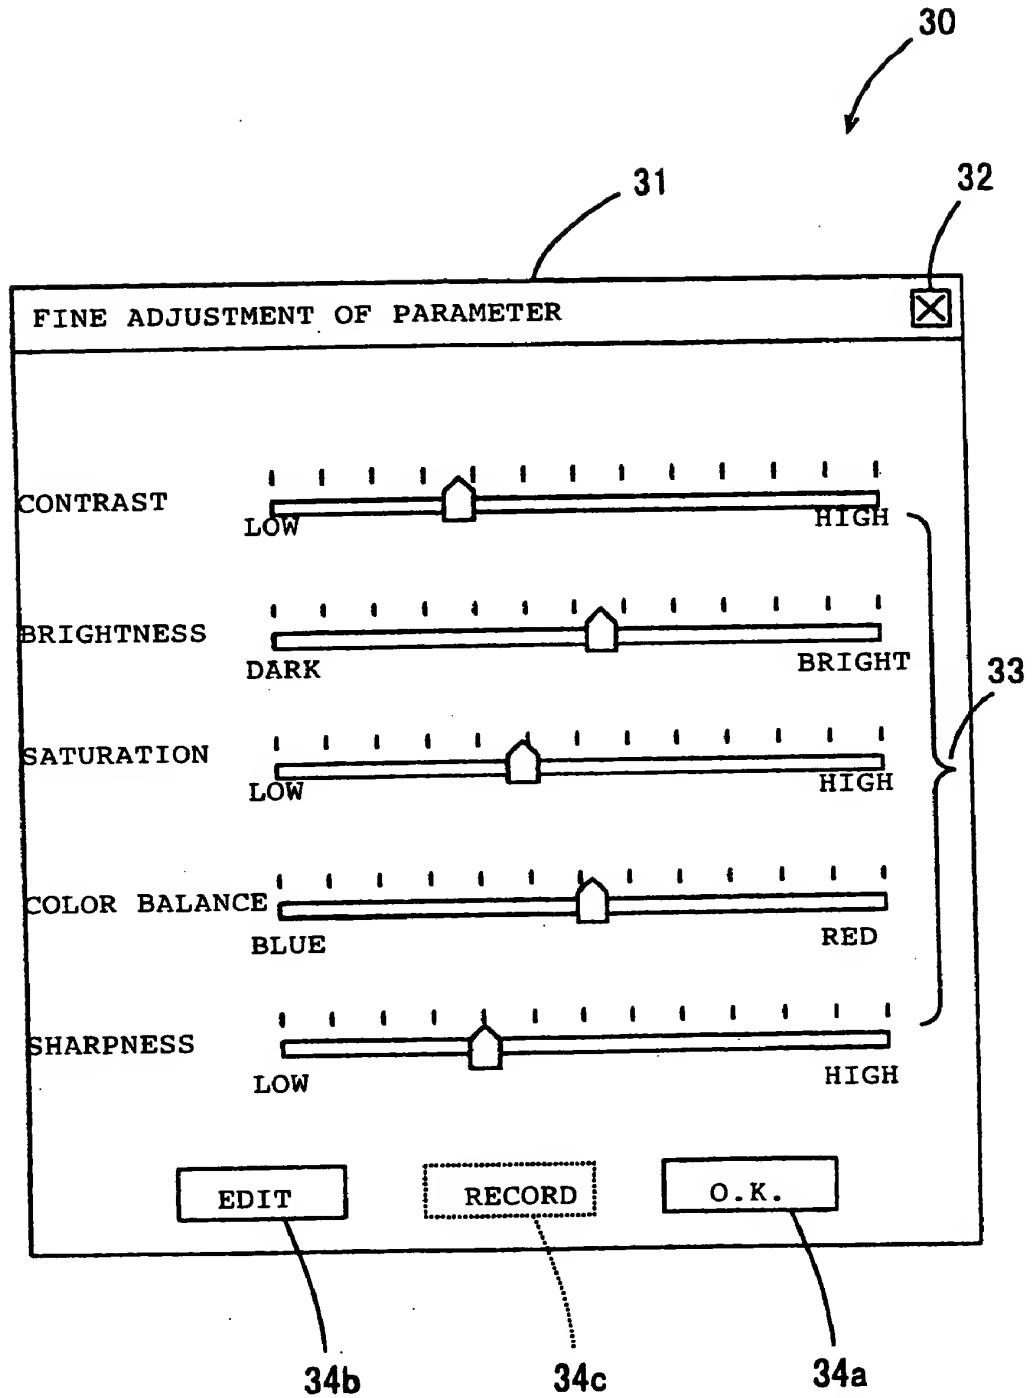 30
31
32
FINE ADJUSTMENT OF PARAMETER
CONTRAST
LOW HIGH
BRIGHTNESS
DARK BRIGHT
33
SATURATION
LOW HIGH
COLOR BALANCE
BLUE RED
SHARPNESS
LOW HIGH
EDIT RECORD O.K.
34b 34c 34a